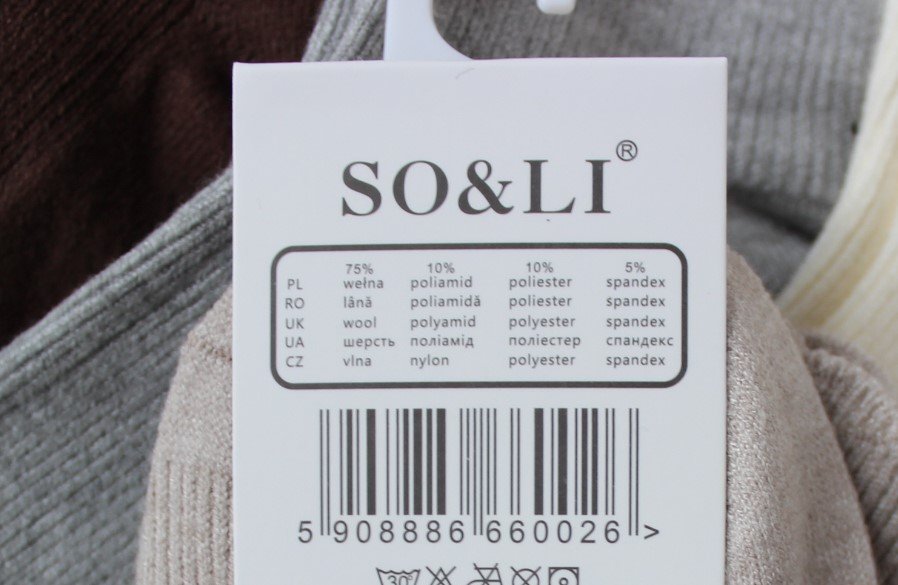 SO&LI®
75% 10% 10% 5%
PL wełna poliamid poliester spandex
RO lână poliamidă poliester spandex
UK wool polyamid polyester spandex
UA шерсть поліамід поліестер спандекс
CZ vlna nylon polyester spandex
5 908886 660026 >
30°